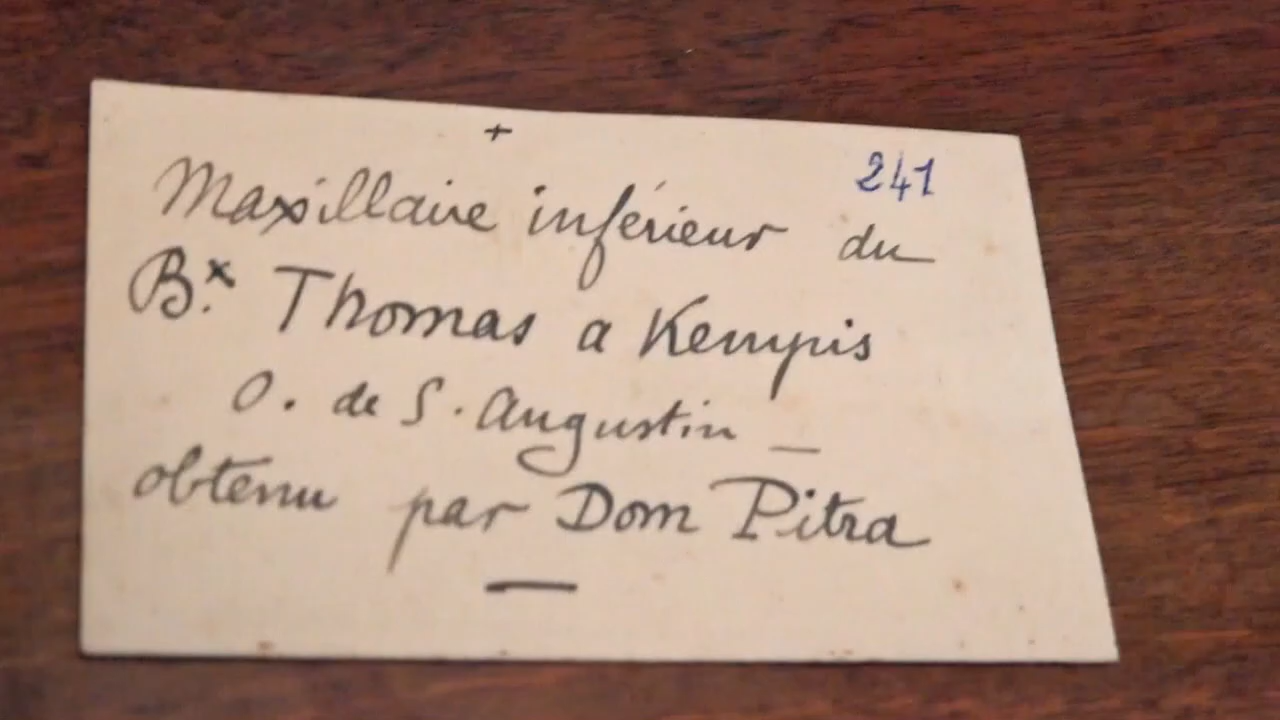 +
241
Maxillaire inférieur du
Bx. Thomas a Kempis
O. de S. Augustin _
obtenu par Dom Pitra
—